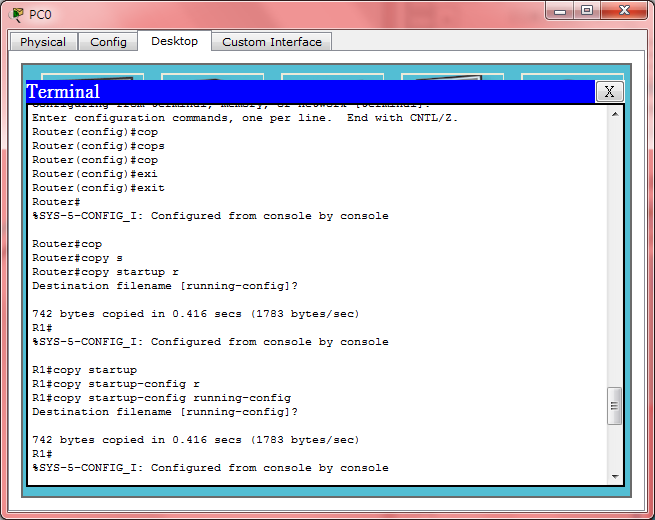 PC0
Physical Config Desktop Custom Interface
Terminal X
Configuring from terminal, memory, or network [terminal]?
Enter configuration commands, one per line.  End with CNTL/Z.
Router(config)#cop
Router(config)#cops
Router(config)#cop
Router(config)#exi
Router(config)#exit
Router#
%SYS-5-CONFIG_I: Configured from console by console
Router#cop
Router#copy s
Router#copy startup r
Destination filename [running-config]?
742 bytes copied in 0.416 secs (1783 bytes/sec)
R1#
%SYS-5-CONFIG_I: Configured from console by console
R1#copy startup
R1#copy startup-config r
R1#copy startup-config running-config
Destination filename [running-config]?
742 bytes copied in 0.416 secs (1783 bytes/sec)
R1#
%SYS-5-CONFIG_I: Configured from console by console